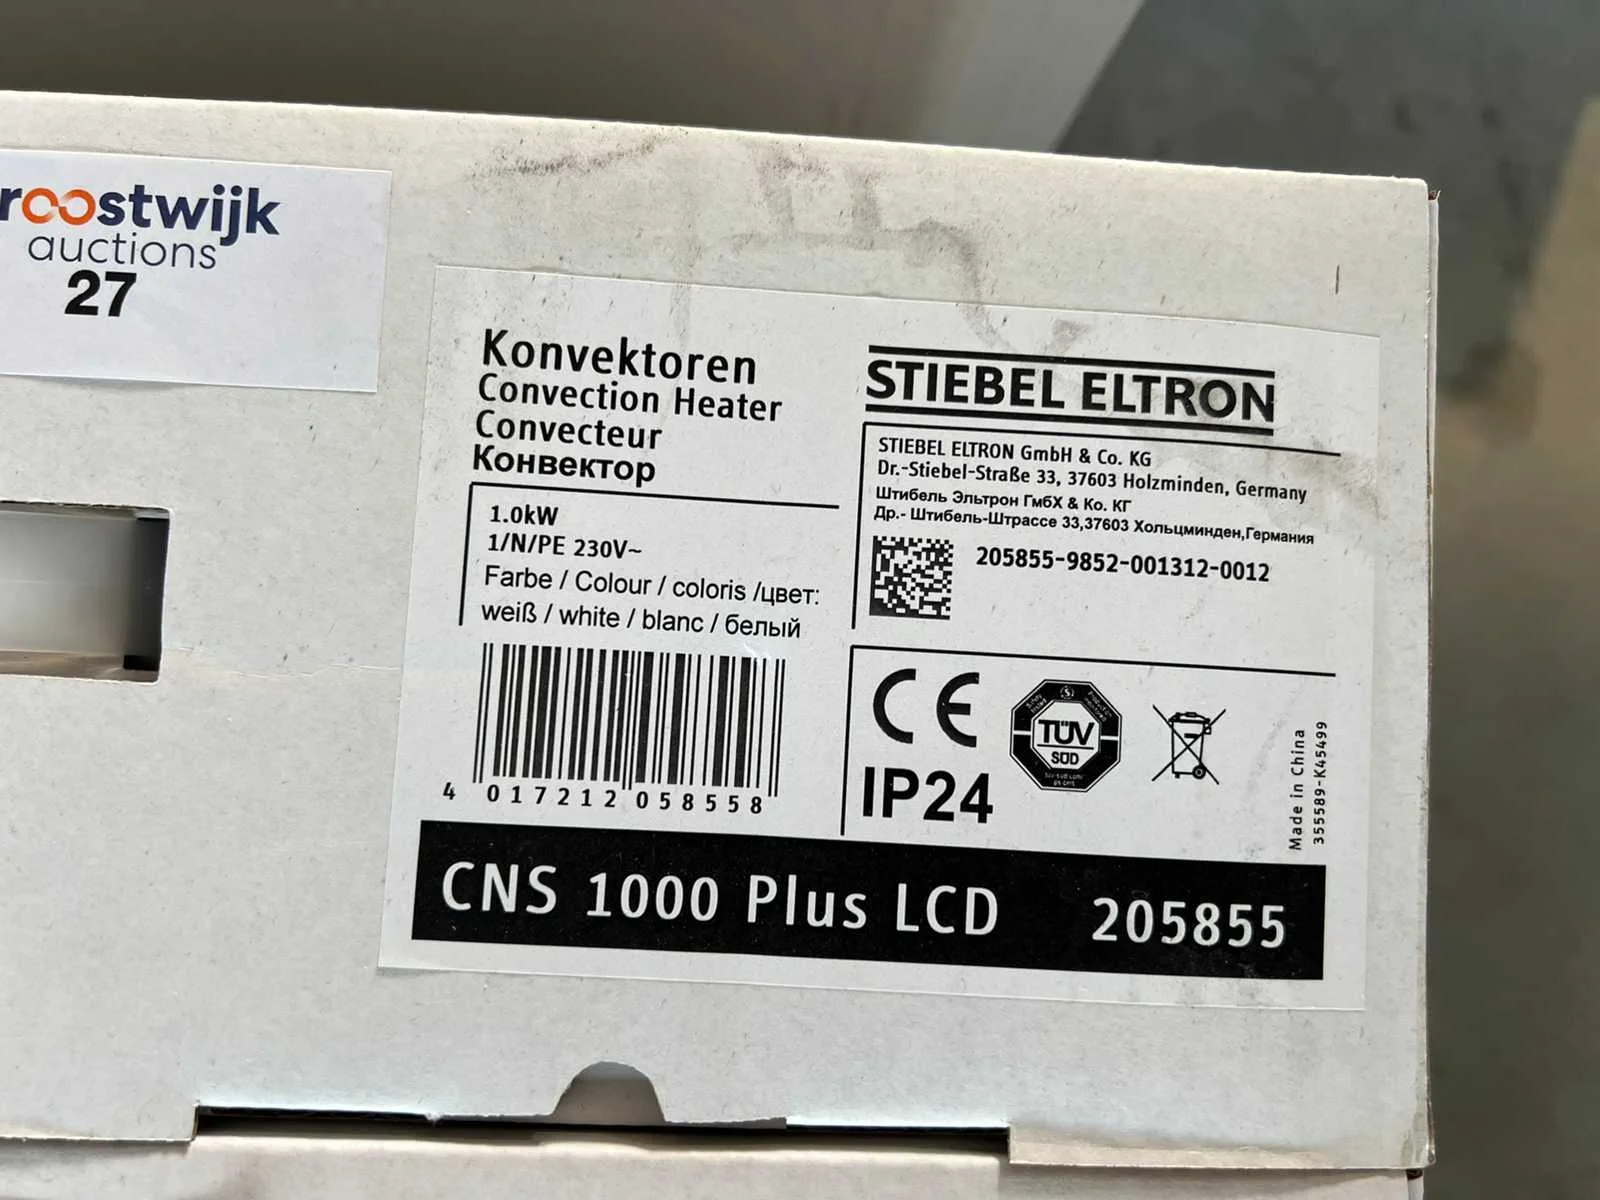 roostwijk
auctions
27
Konvektoren
Convection Heater
Convecteur
Конвектор
1.0kW
1/N/PE 230V~
Farbe / Colour / coloris /цвет:
weiß / white / blanc / белый
4 017212 058558
STIEBEL ELTRON
STIEBEL ELTRON GmbH & Co. KG
Dr.-Stiebel-Straße 33, 37603 Holzminden, Germany
Штибель Эльтрон ГмбХ & Ко. КГ
Др.- Штибель-Штрассе 33,37603 Хольцминден,Германия
205855-9852-001312-0012
CE
TÜV
SÜD
IP24
Made in China
355589-K45499
CNS 1000 Plus LCD 205855